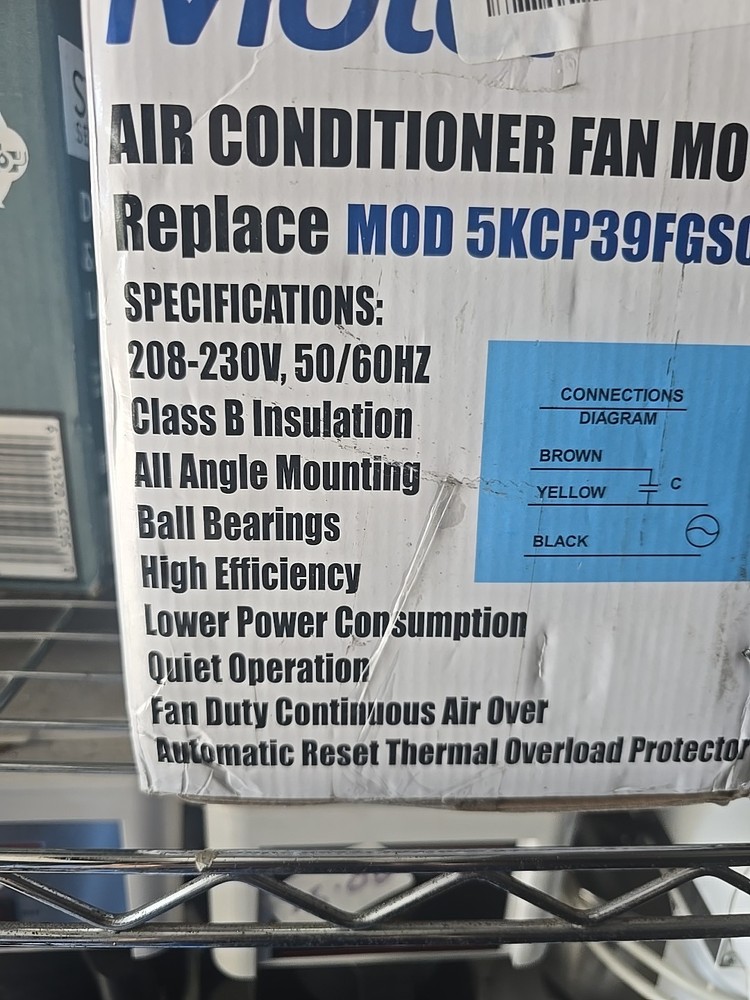 AIR CONDITIONER FAN MO
Replace MOD 5KCP39FGS
SPECIFICATIONS:
208-230V, 50/60HZ
Class B Insulation
All Angle Mounting
Ball Bearings
High Efficiency
Lower Power Consumption
Quiet Operation
Fan Duty Continuous Air Over
Automatic Reset Thermal Overload Protector
CONNECTIONS
DIAGRAM
BROWN
C
YELLOW
BLACK